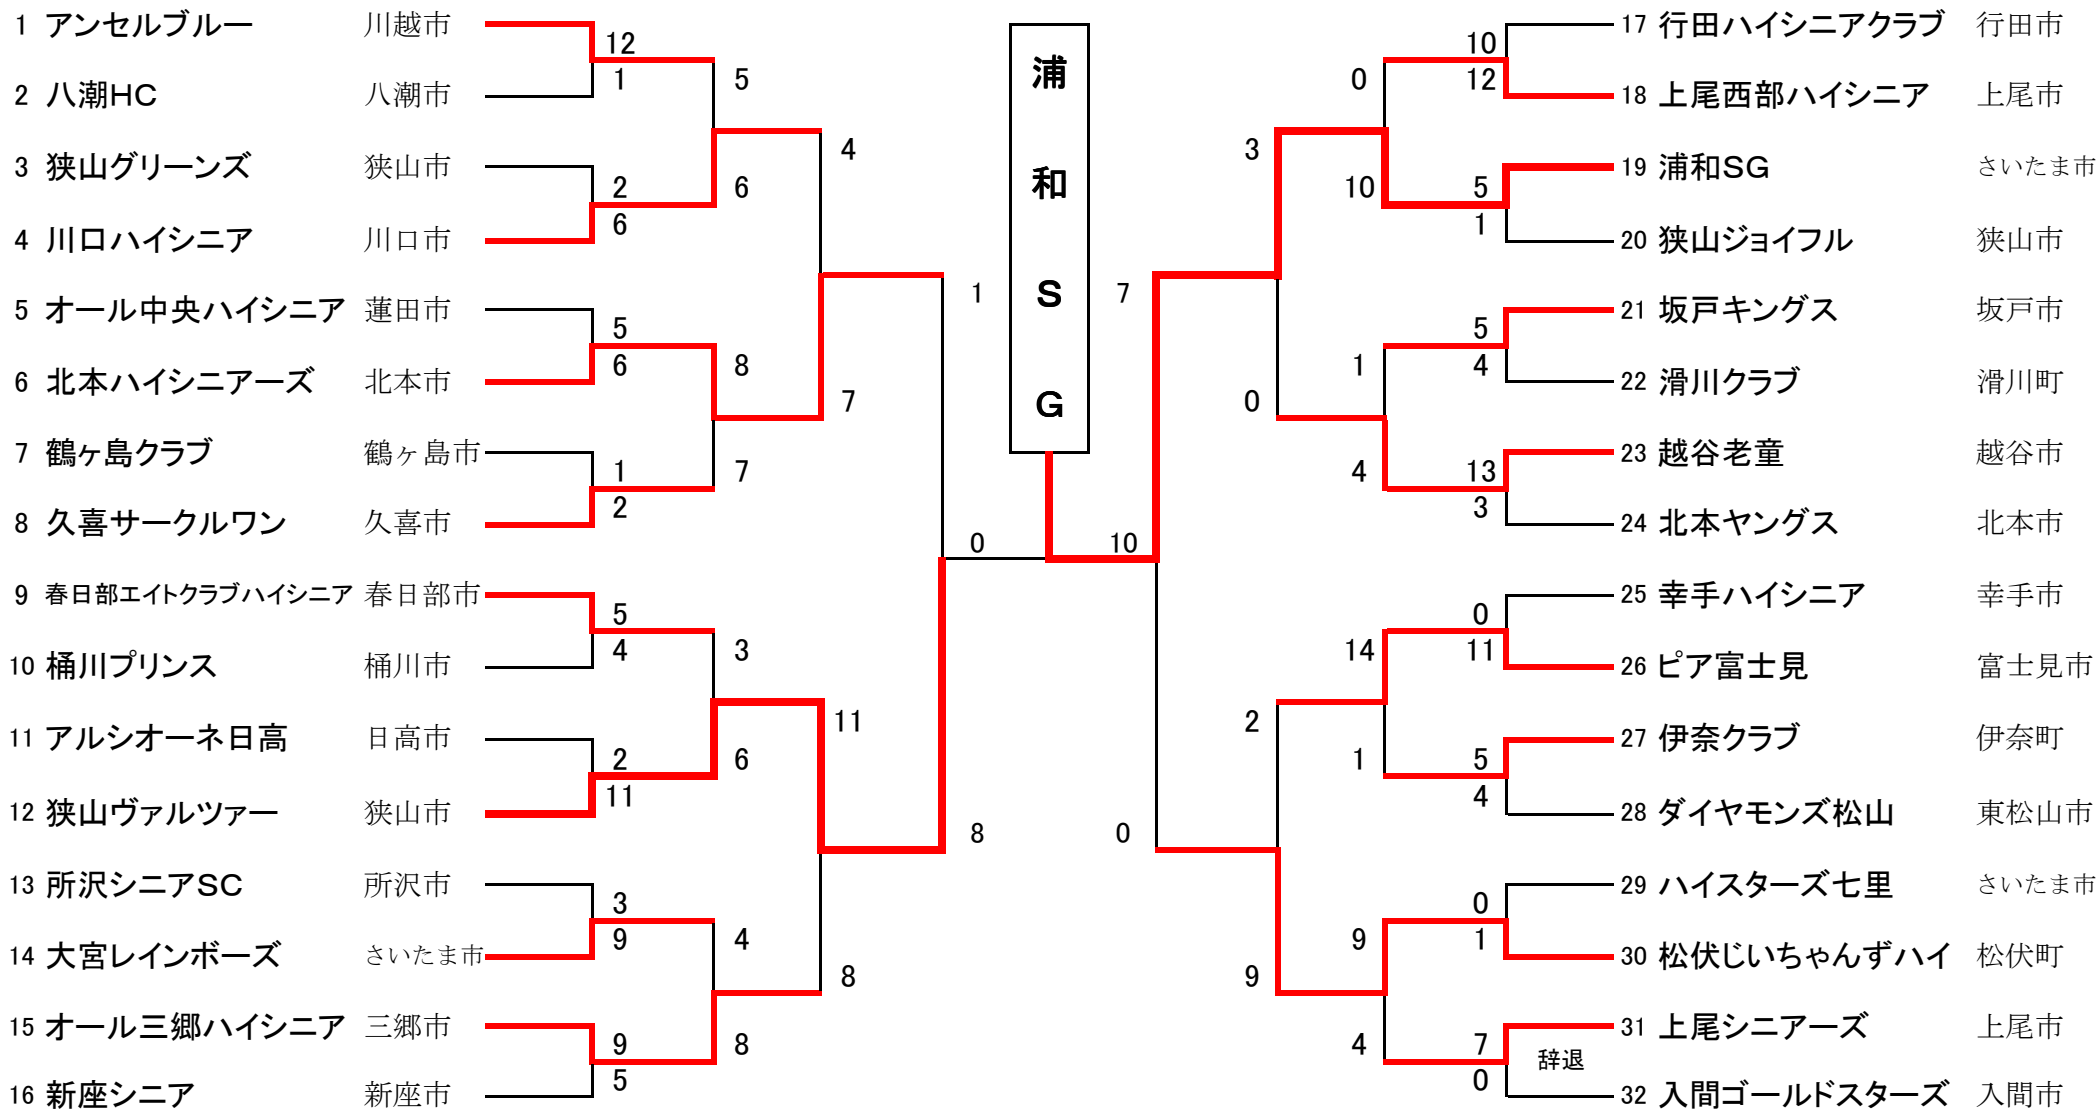 1 アンセルブルー 川越市
12
1
2 八潮HC 八潮市
5
3 狭山グリーンズ 狭山市
2
6
4 川口ハイシニア 川口市
6
4
5 オール中央ハイシニア 蓮田市
5
6
6 北本ハイシニアーズ 北本市
8
7 鶴ヶ島クラブ 鶴ヶ島市
1
2
8 久喜サークルワン 久喜市
7
7
1
9 春日部エイトクラブハイシニア 春日部市
5
4
10 桶川プリンス 桶川市
3
11 アルシオーネ日高 日高市
2
11
12 狭山ヴァルツァー 狭山市
6
11
13 所沢シニアSC 所沢市
3
9
14 大宮レインボーズ さいたま市
4
15 オール三郷ハイシニア 三郷市
9
5
16 新座シニア 新座市
8
8
8
0
浦和SG
10
7
0
17 行田ハイシニアクラブ 行田市
10
12
18 上尾西部ハイシニア 上尾市
0
19 浦和SG さいたま市
5
1
20 狭山ジョイフル 狭山市
10
3
21 坂戸キングス 坂戸市
5
4
22 滑川クラブ 滑川町
1
23 越谷老童 越谷市
13
3
24 北本ヤングス 北本市
4
0
25 幸手ハイシニア 幸手市
0
11
26 ピア富士見 富士見市
14
27 伊奈クラブ 伊奈町
5
4
28 ダイヤモンズ松山 東松山市
1
2
29 ハイスターズ七里 さいたま市
0
1
30 松伏じいちゃんずハイ 松伏町
9
31 上尾シニアーズ 上尾市
7
辞退
0
32 入間ゴールドスターズ 入間市
4
9